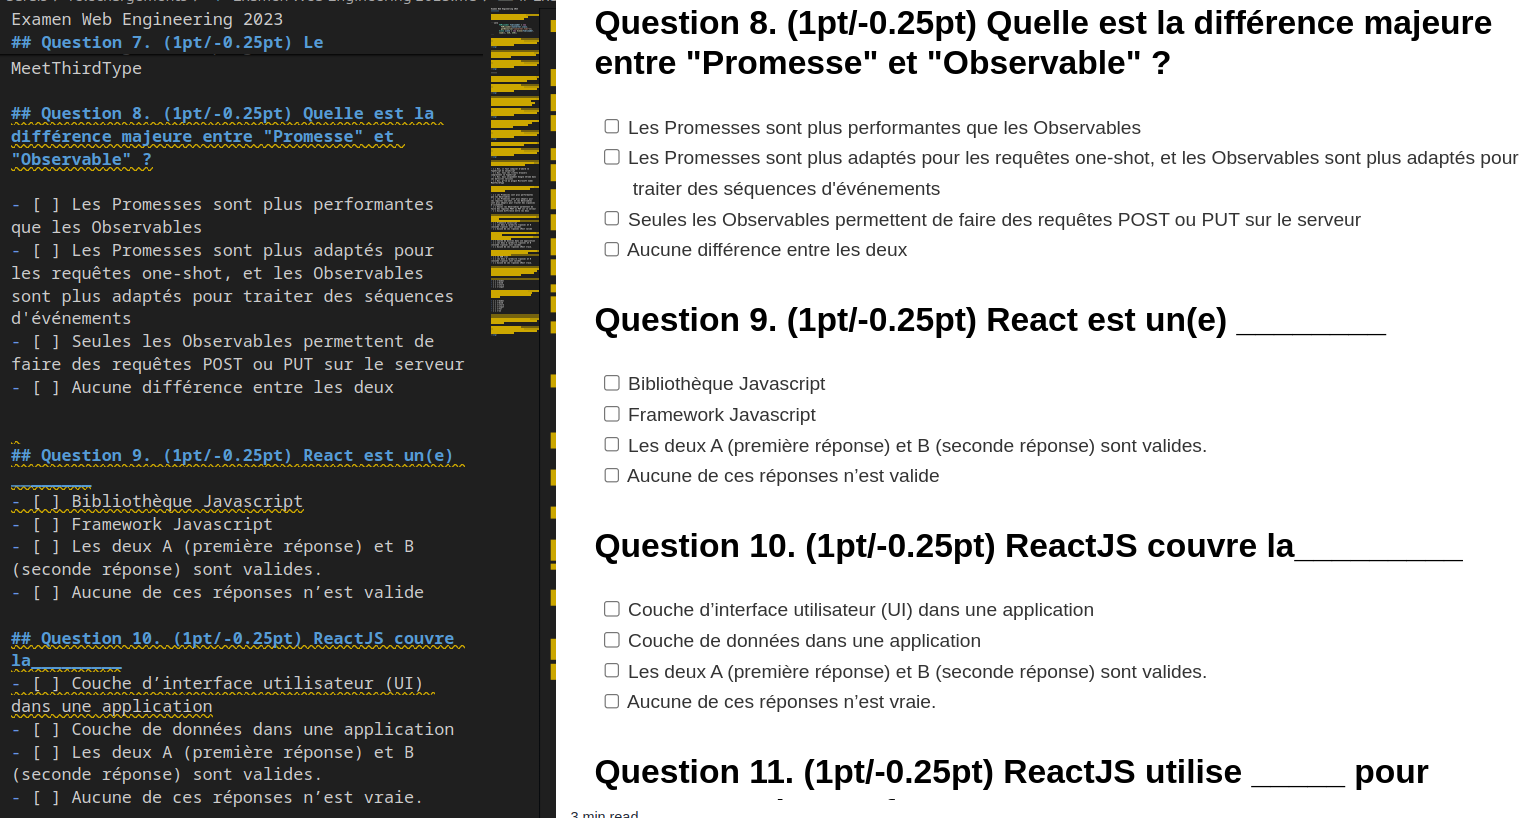 Examen Web Engineering 2023
## Question 7. (1pt/-0.25pt) Le
MeetThirdType
## Question 8. (1pt/-0.25pt) Quelle est la
différence majeure entre "Promesse" et
"Observable" ?
- [ ] Les Promesses sont plus performantes
que les Observables
- [ ] Les Promesses sont plus adaptés pour
les requêtes one-shot, et les Observables
sont plus adaptés pour traiter des séquences
d'événements
- [ ] Seules les Observables permettent de
faire des requêtes POST ou PUT sur le serveur
- [ ] Aucune différence entre les deux
## Question 9. (1pt/-0.25pt) React est un(e)
________
- [ ] Bibliothèque Javascript
- [ ] Framework Javascript
- [ ] Les deux A (première réponse) et B
(seconde réponse) sont valides.
- [ ] Aucune de ces réponses n’est valide
## Question 10. (1pt/-0.25pt) ReactJS couvre
la_________
- [ ] Couche d’interface utilisateur (UI)
dans une application
- [ ] Couche de données dans une application
- [ ] Les deux A (première réponse) et B
(seconde réponse) sont valides.
- [ ] Aucune de ces réponses n’est vraie.
Question 8. (1pt/-0.25pt) Quelle est la différence majeure
entre "Promesse" et "Observable" ?
Les Promesses sont plus performantes que les Observables
Les Promesses sont plus adaptés pour les requêtes one-shot, et les Observables sont plus adaptés pour
traiter des séquences d'événements
Seules les Observables permettent de faire des requêtes POST ou PUT sur le serveur
Aucune différence entre les deux
Question 9. (1pt/-0.25pt) React est un(e) ________
Bibliothèque Javascript
Framework Javascript
Les deux A (première réponse) et B (seconde réponse) sont valides.
Aucune de ces réponses n’est valide
Question 10. (1pt/-0.25pt) ReactJS couvre la_________
Couche d’interface utilisateur (UI) dans une application
Couche de données dans une application
Les deux A (première réponse) et B (seconde réponse) sont valides.
Aucune de ces réponses n’est vraie.
Question 11. (1pt/-0.25pt) ReactJS utilise _____ pour
3 min read